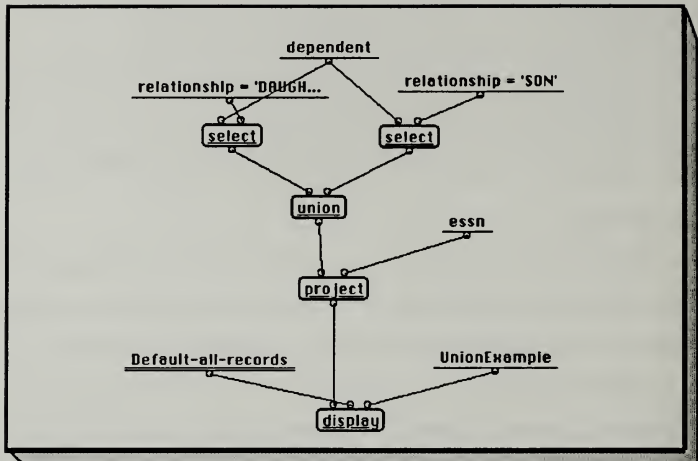 dependent
relationship = 'DAUGH...
relationship = 'SON'
select
select
union
essn
project
Default-all-records
UnionExample
display